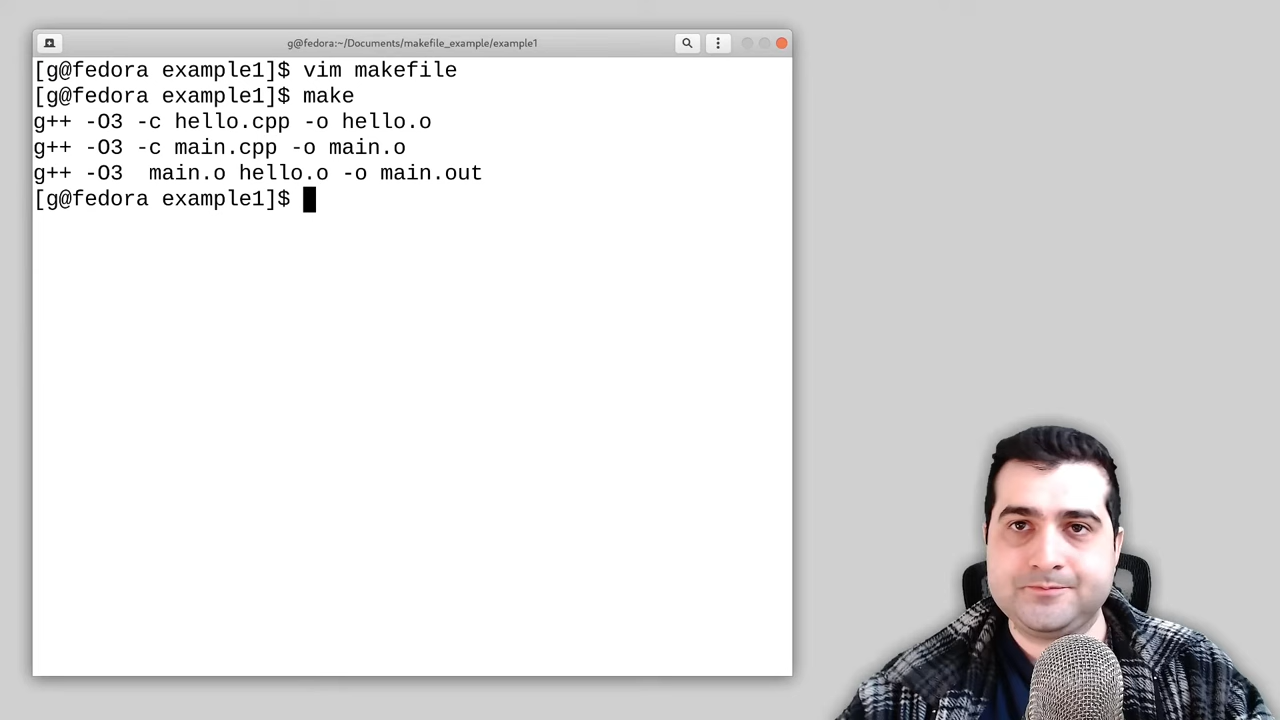 g@fedora:~/Documents/makefile_example/example1
[g@fedora example1]$ vim makefile
[g@fedora example1]$ make
g++ -O3 -c hello.cpp -o hello.o
g++ -O3 -c main.cpp -o main.o
g++ -O3  main.o hello.o -o main.out
[g@fedora example1]$